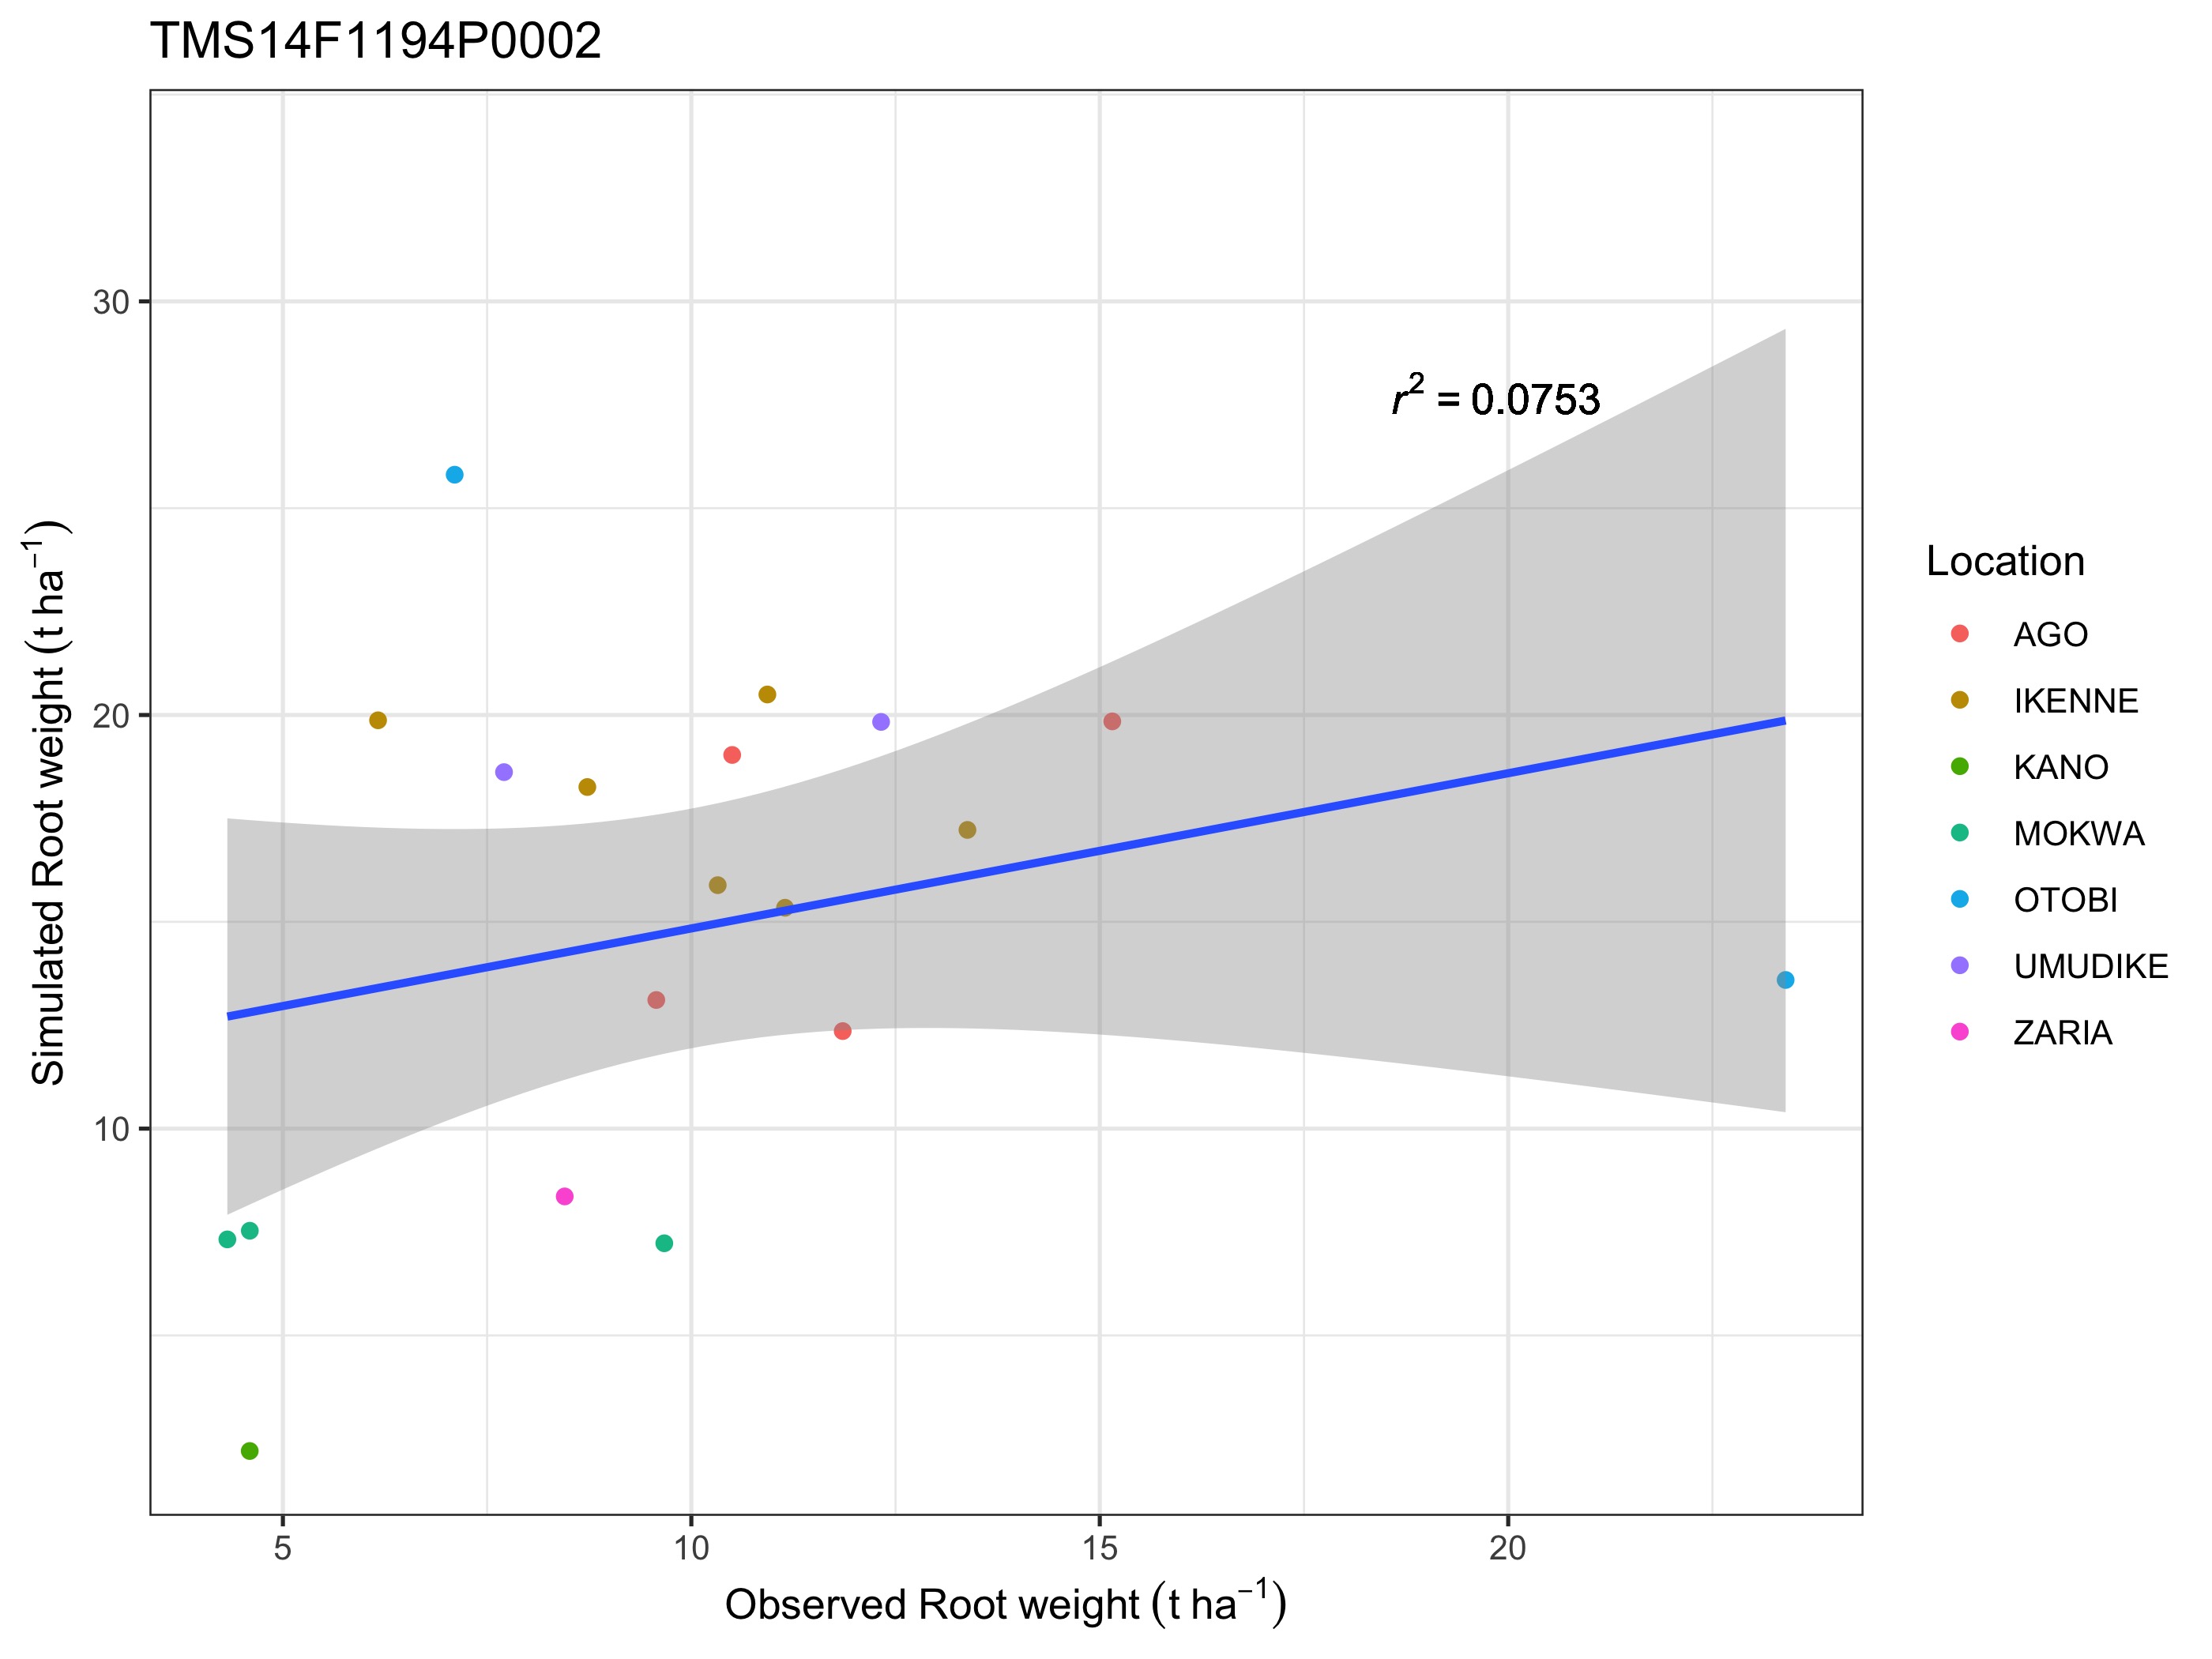 TMS14F1194P0002
30
20
10
Simulated Root weight (t ha⁻¹)
r² = 0.0753
5 10 15 20
Observed Root weight (t ha⁻¹)
Location
AGO
IKENNE
KANO
MOKWA
OTOBI
UMUDIKE
ZARIA